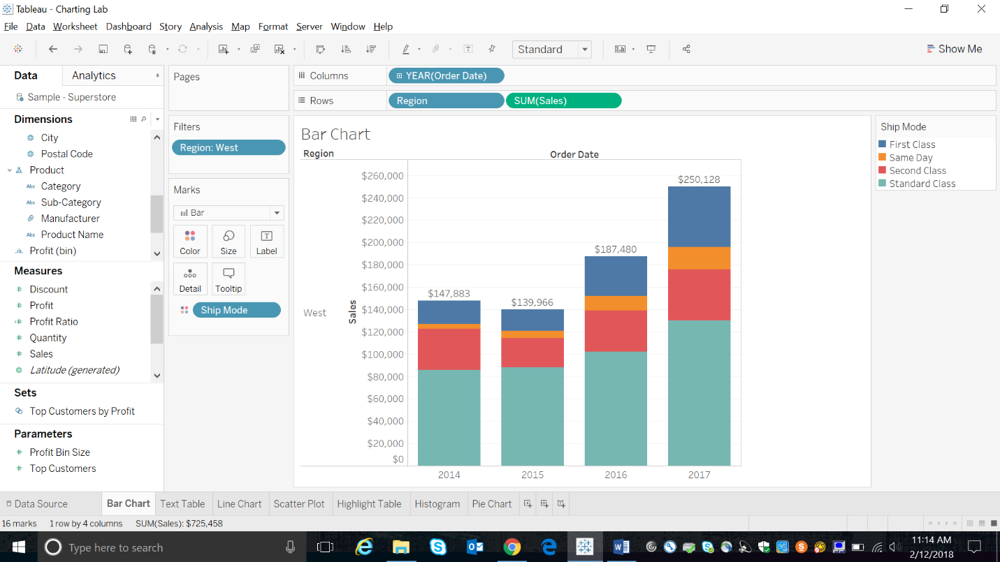 Tableau - Charting Lab
File Data Worksheet Dashboard Story Analysis Map Format Server Window Help
Standard
Show Me
Data
Analytics
Sample - Superstore
Dimensions
City
Postal Code
Product
Abc Category
Abc Sub-Category
Manufacturer
Abc Product Name
Profit (bin)
Measures
# Discount
# Profit
=# Profit Ratio
# Quantity
# Sales
Latitude (generated)
Sets
Top Customers by Profit
Parameters
# Profit Bin Size
# Top Customers
Pages
Filters
Region: West
Marks
Bar
Color
Size
Label
Detail
Tooltip
Ship Mode
Columns
YEAR(Order Date)
Rows
Region
SUM(Sales)
Bar Chart
Region
Order Date
West
Sales
$260,000
$240,000
$220,000
$200,000
$180,000
$160,000
$140,000
$120,000
$100,000
$80,000
$60,000
$40,000
$20,000
$0
$147,883
$139,966
$187,480
$250,128
2014
2015
2016
2017
Ship Mode
First Class
Same Day
Second Class
Standard Class
Data Source
Bar Chart
Text Table
Line Chart
Scatter Plot
Highlight Table
Histogram
Pie Chart
16 marks 1 row by 4 columns SUM(Sales): $725,458
Type here to search
11:14 AM
2/12/2018